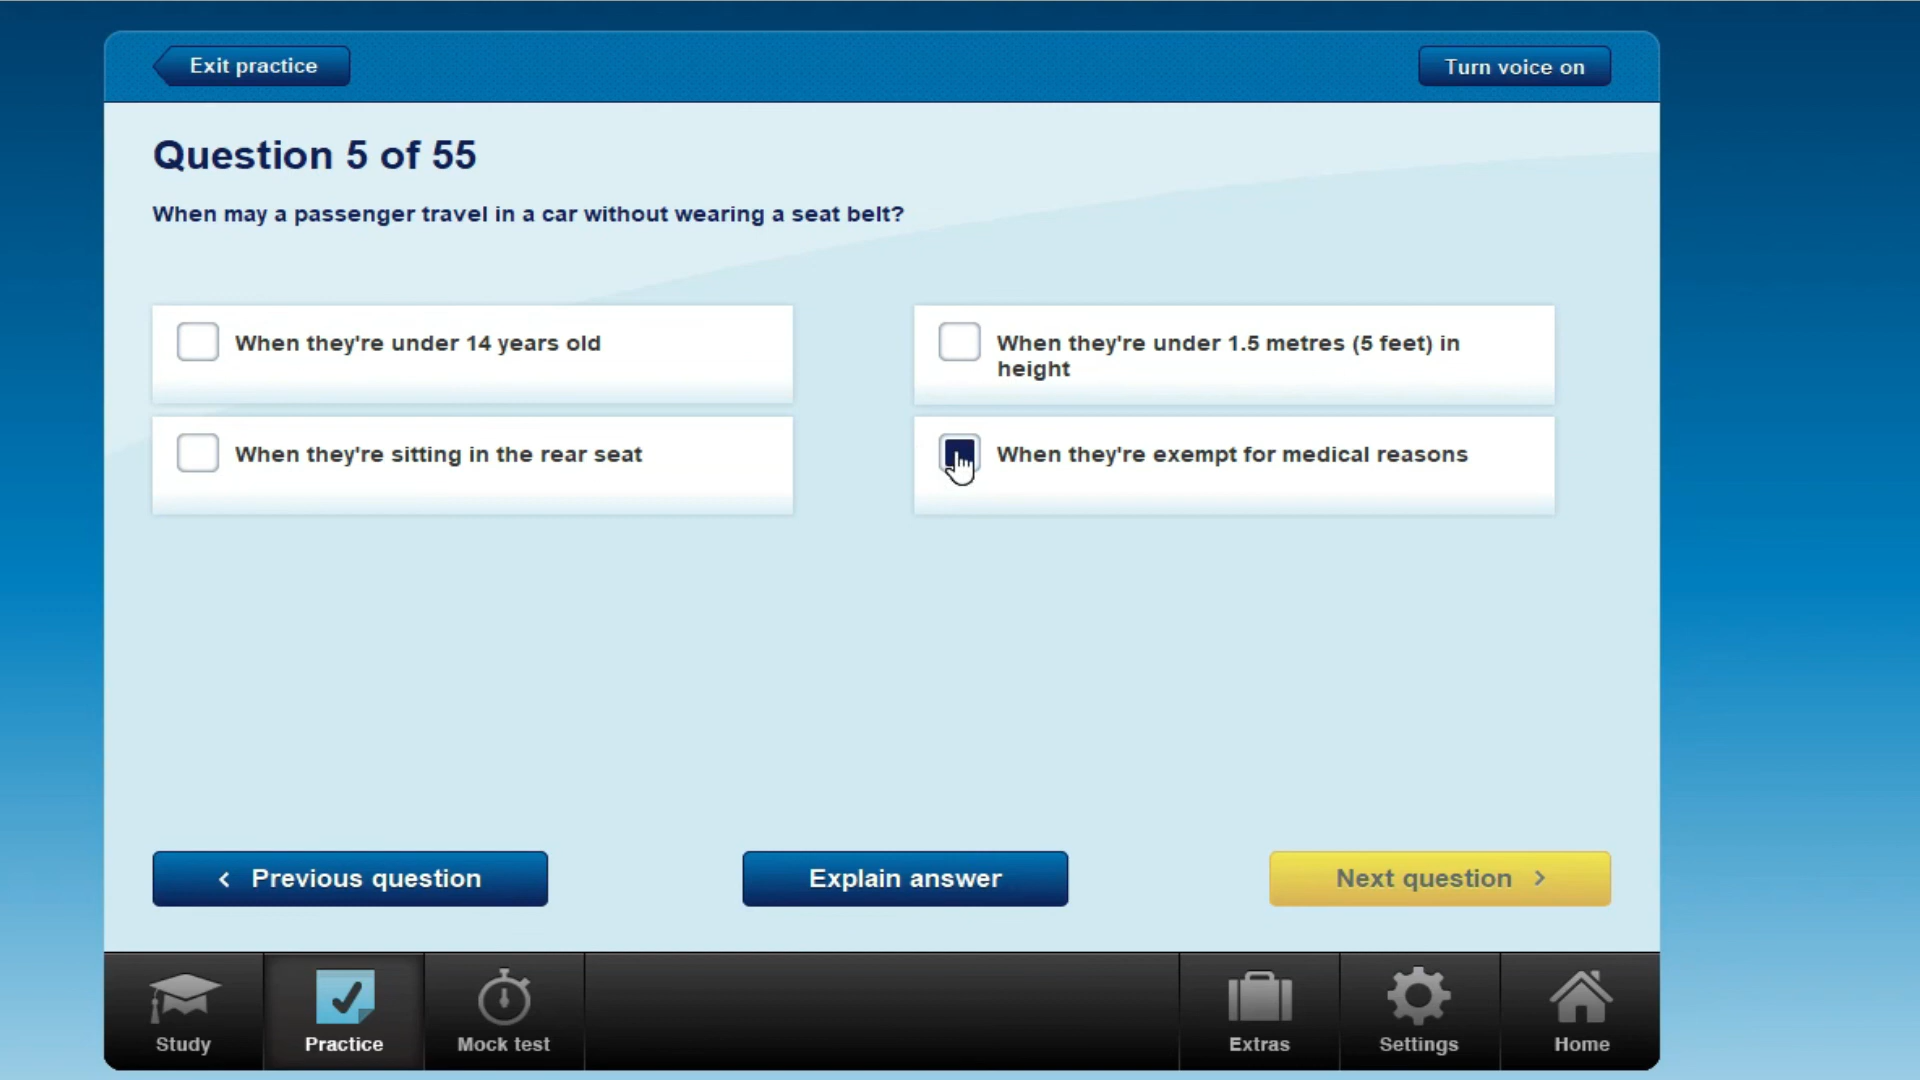 Exit practice
Turn voice on
Question 5 of 55
When may a passenger travel in a car without wearing a seat belt?
When they're under 14 years old
When they're under 1.5 metres (5 feet) in
height
When they're sitting in the rear seat
When they're exempt for medical reasons
< Previous question
Explain answer
Next question >
Study
Practice
Mock test
Extras
Settings
Home